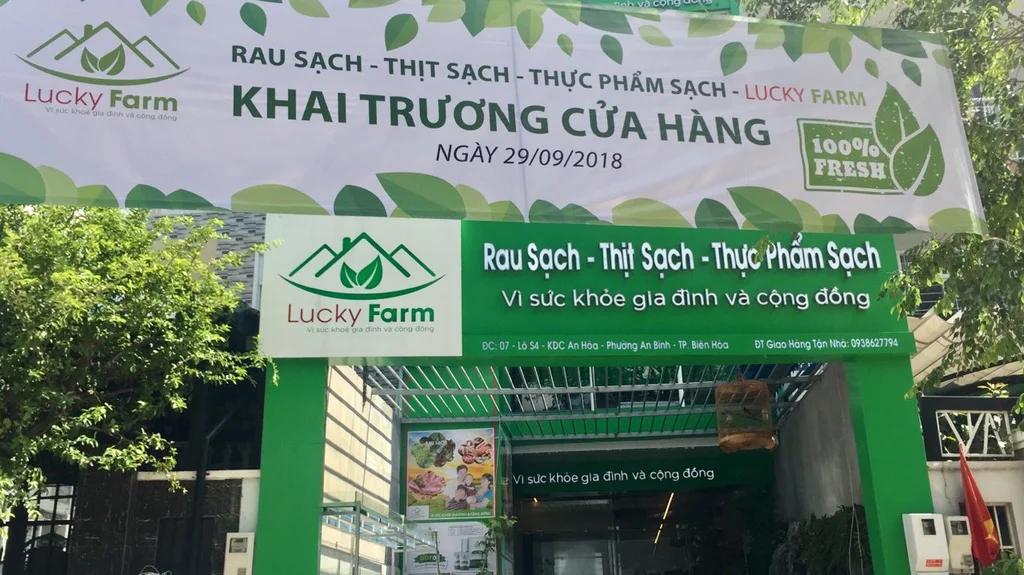 và cộng đồng
RAU SẠCH - THỊT SẠCH - THỰC PHẨM SẠCH - LUCKY FARM
KHAI TRƯƠNG CỬA HÀNG
NGÀY 29/09/2018
Lucky Farm
Vì sức khỏe gia đình và cộng đồng
100%
FRESH
Lucky Farm
Vì sức khoẻ gia đình và cộng đồng
Rau Sạch - Thịt Sạch - Thực Phẩm Sạch
Vì sức khỏe gia đình và cộng đồng
ĐC: 07 - Lô S4 - KDC An Hòa - Phường An Bình - TP. Biên Hòa
ĐT Giao Hàng Tận Nhà: 0938627794
Vì sức khỏe gia đình và cộng đồng